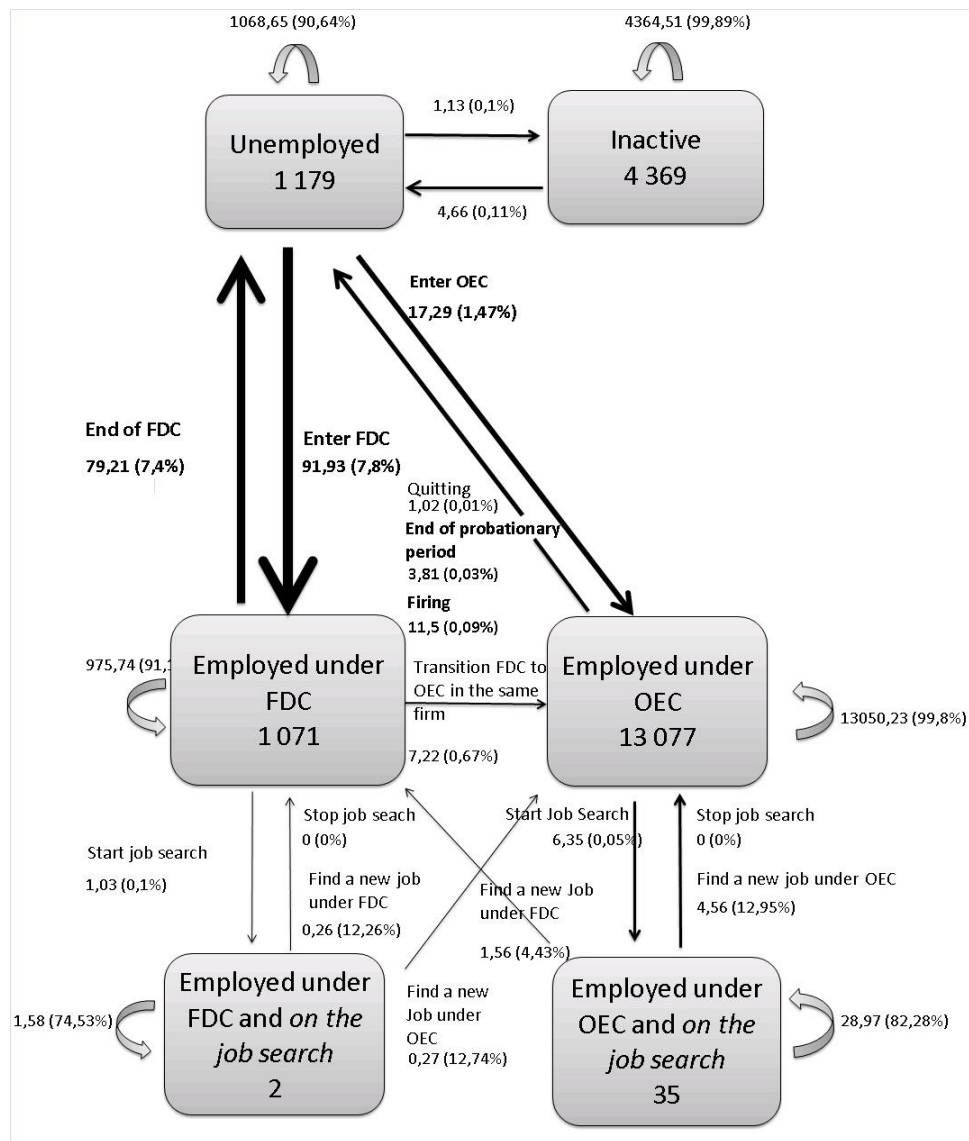 1068,65 (90,64%)
4364,51 (99,89%)
Unemployed
1 179
1,13 (0,1%)
4,66 (0,11%)
Inactive
4 369
Enter OEC
17,29 (1,47%)
End of FDC
79,21 (7,4%)
Enter FDC
91,93 (7,8%)
Quitting
1,02 (0,01%)
End of probationary
period
3,81 (0,03%)
Firing
11,5 (0,09%)
975,74 (91,1
Employed under
FDC
1 071
Transition FDC to
OEC in the same
firm
7,22 (0,67%)
Employed under
OEC
13 077
13050,23 (99,8%)
Start job search
1,03 (0,1%)
Stop job seach
0 (0%)
Find a new job
under FDC
0,26 (12,26%)
Start Job Search
6,35 (0,05%)
Find a new Job
under FDC
1,56 (4,43%)
Stop job search
0 (0%)
Find a new job under OEC
4,56 (12,95%)
1,58 (74,53%)
Employed under
FDC and on the
job search
2
Find a new
Job under
OEC
0,27 (12,74%)
Employed under
OEC and on the
job search
35
28,97 (82,28%)